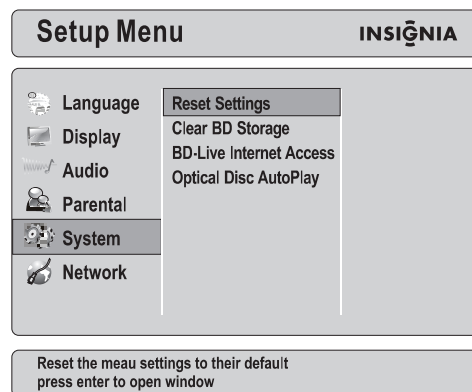 Setup Menu
INSIGNIA
Language
Display
Audio
Parental
System
Network
Reset Settings
Clear BD Storage
BD-Live Internet Access
Optical Disc AutoPlay
Reset the meau settings to their default
press enter to open window